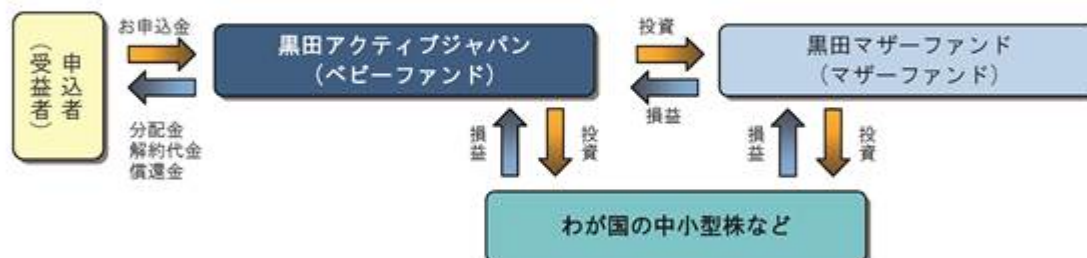 申込者
(受益者)
お申込金
分配金
解約代金
償還金
黒田アクティブジャパン
(ベビーファンド)
投資
損益
黒田マザーファンド
(マザーファンド)
損益
投資
損益
投資
わが国の中小型株など